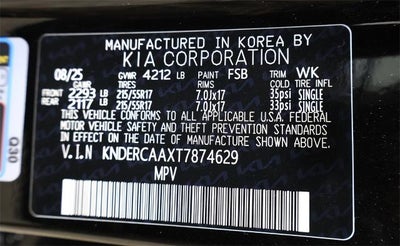 MANUFACTURED IN KOREA BY
KIA CORPORATION
08/25 GVWR 4212 LB PAINT FSB TRIM WK
GAWR TIRES RIMS COLD TIRE INFL
FRONT 2293 LB 215/55R17 7.0Jx17 35psi SINGLE
REAR 2117 LB 215/55R17 7.0Jx17 33psi SINGLE
THIS VEHICLE CONFORMS TO ALL APPLICABLE U.S.A. FEDERAL
MOTOR VEHICLE SAFETY AND THEFT PREVENTION STANDARDS
IN EFFECT ON THE DATE OF MANUFACTURE SHOWN ABOVE.
V.I.N KNDERCAAXT7874629
MPV
Q30